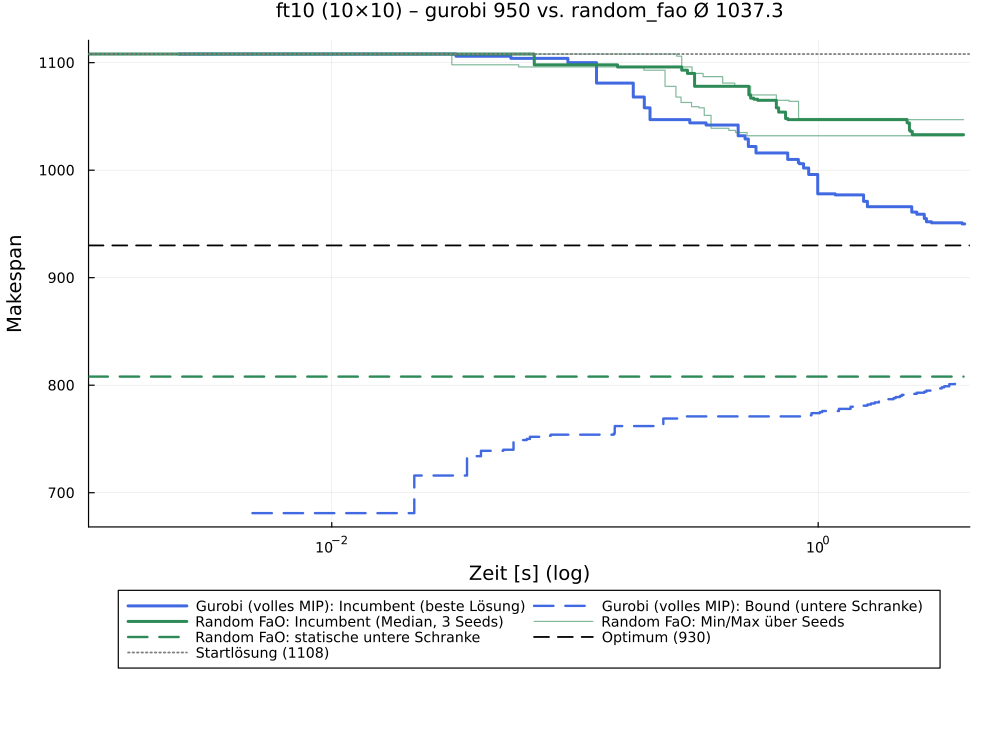 ft10 (10×10) – gurobi 950 vs. random_fao Ø 1037.3
Makespan
1100
1000
900
800
700
10⁻²
10⁰
Zeit [s] (log)
Gurobi (volles MIP): Incumbent (beste Lösung)
Gurobi (volles MIP): Bound (untere Schranke)
Random FaO: Incumbent (Median, 3 Seeds)
Random FaO: Min/Max über Seeds
Random FaO: statische untere Schranke
Optimum (930)
Startlösung (1108)